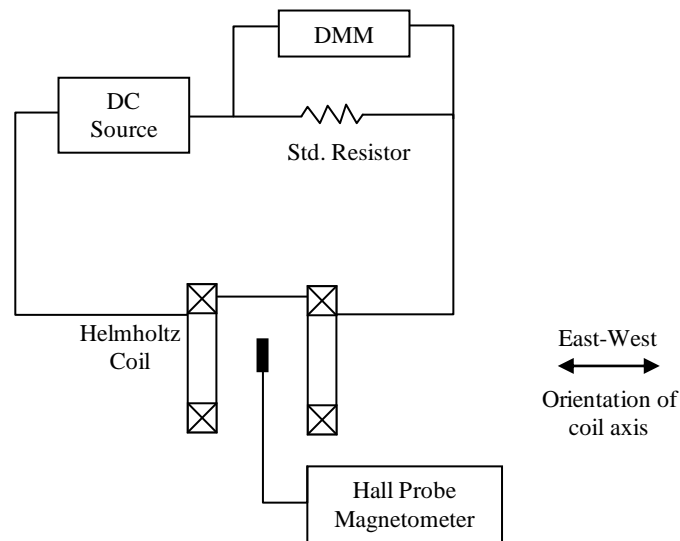 DMM
DC
Source
Std. Resistor
Helmholtz
Coil
East-West
Orientation of
coil axis
Hall Probe
Magnetometer